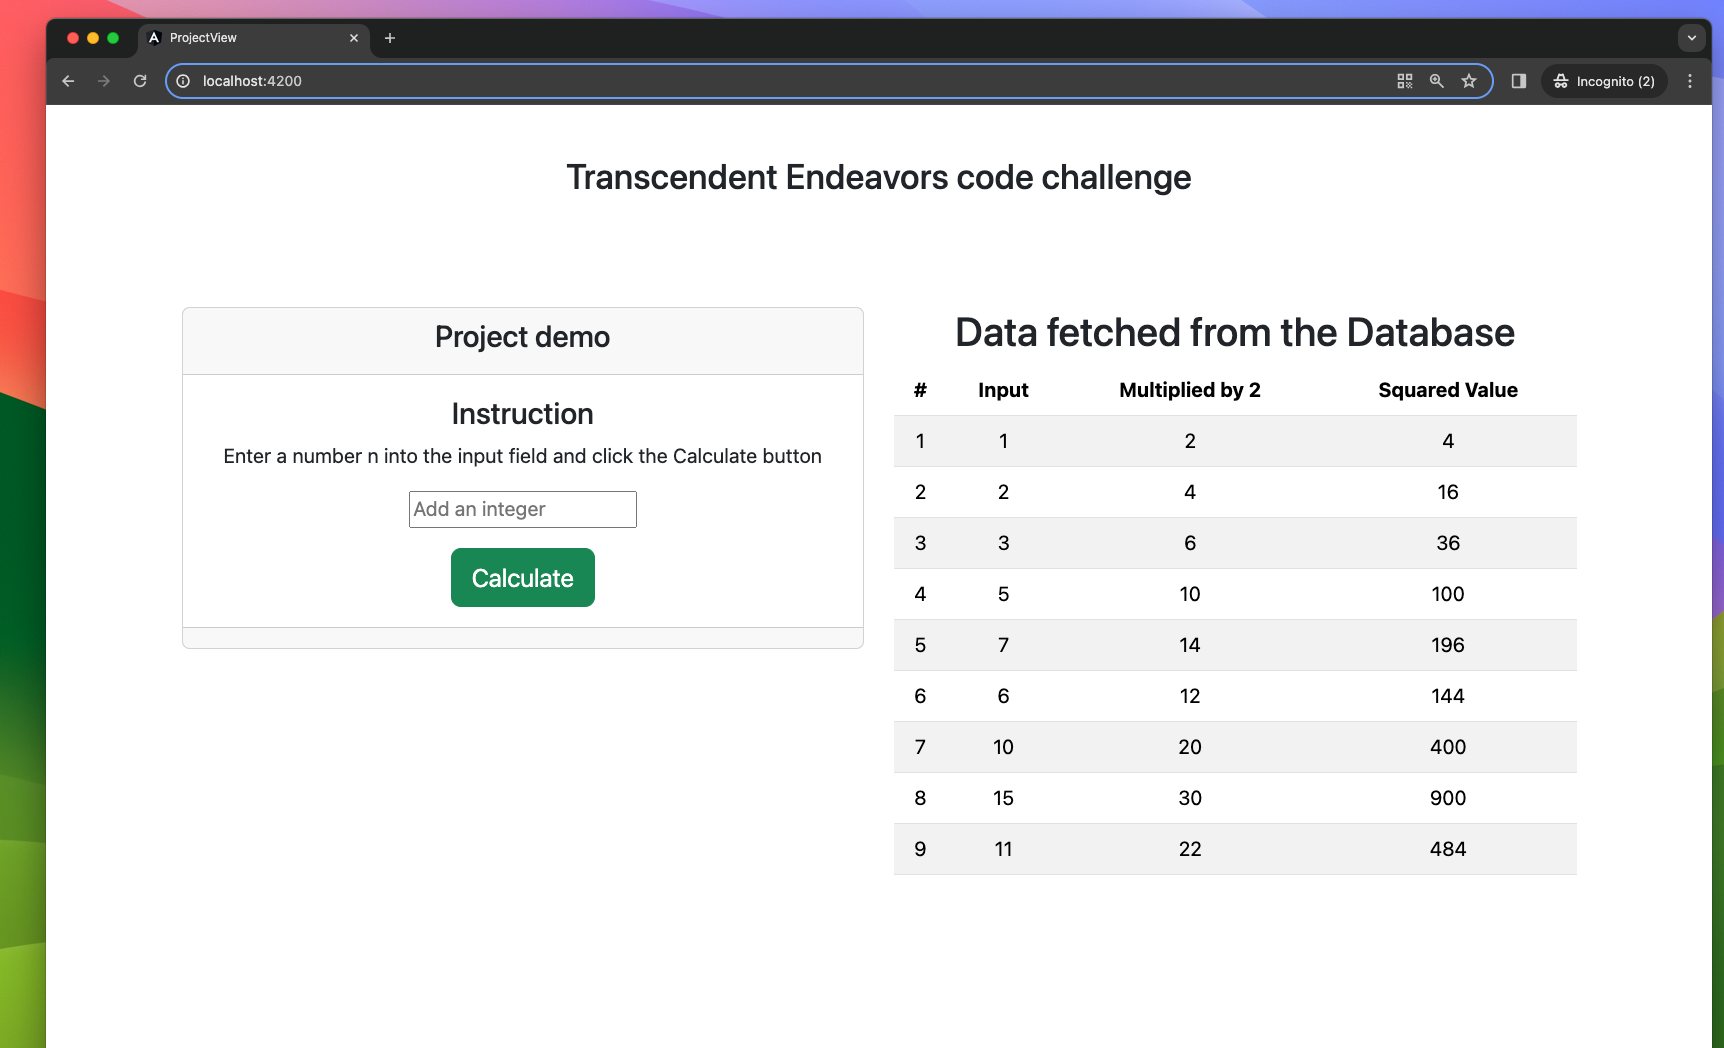 ProjectView
localhost:4200
Incognito (2)
Transcendent Endeavors code challenge
Project demo
Instruction
Enter a number n into the input field and click the Calculate button
Add an integer
Calculate
Data fetched from the Database
# Input Multiplied by 2 Squared Value
1 1 2 4
2 2 4 16
3 3 6 36
4 5 10 100
5 7 14 196
6 6 12 144
7 10 20 400
8 15 30 900
9 11 22 484